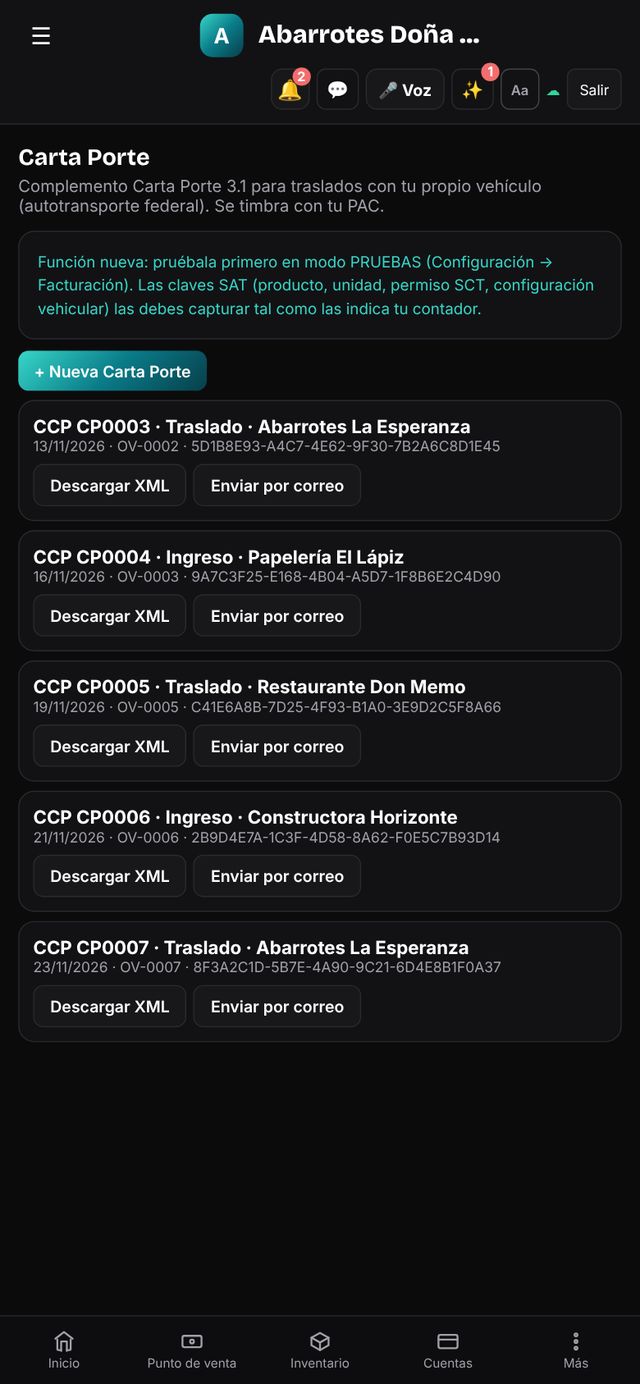 ☰
A
Abarrotes Doña ...
2
Voz
1
Aa
Salir
Carta Porte
Complemento Carta Porte 3.1 para traslados con tu propio vehículo
(autotransporte federal). Se timbra con tu PAC.
Función nueva: pruébala primero en modo PRUEBAS (Configuración →
Facturación). Las claves SAT (producto, unidad, permiso SCT, configuración
vehicular) las debes capturar tal como las indica tu contador.
+ Nueva Carta Porte
CCP CP0003 · Traslado · Abarrotes La Esperanza
13/11/2026 · OV-0002 · 5D1B8E93-A4C7-4E62-9F30-7B2A6C8D1E45
Descargar XML
Enviar por correo
CCP CP0004 · Ingreso · Papelería El Lápiz
16/11/2026 · OV-0003 · 9A7C3F25-E168-4B04-A5D7-1F8B6E2C4D90
Descargar XML
Enviar por correo
CCP CP0005 · Traslado · Restaurante Don Memo
19/11/2026 · OV-0005 · C41E6A8B-7D25-4F93-B1A0-3E9D2C5F8A66
Descargar XML
Enviar por correo
CCP CP0006 · Ingreso · Constructora Horizonte
21/11/2026 · OV-0006 · 2B9D4E7A-1C3F-4D58-8A62-F0E5C7B93D14
Descargar XML
Enviar por correo
CCP CP0007 · Traslado · Abarrotes La Esperanza
23/11/2026 · OV-0007 · 8F3A2C1D-5B7E-4A90-9C21-6D4E8B1F0A37
Descargar XML
Enviar por correo
Inicio
Punto de venta
Inventario
Cuentas
Más